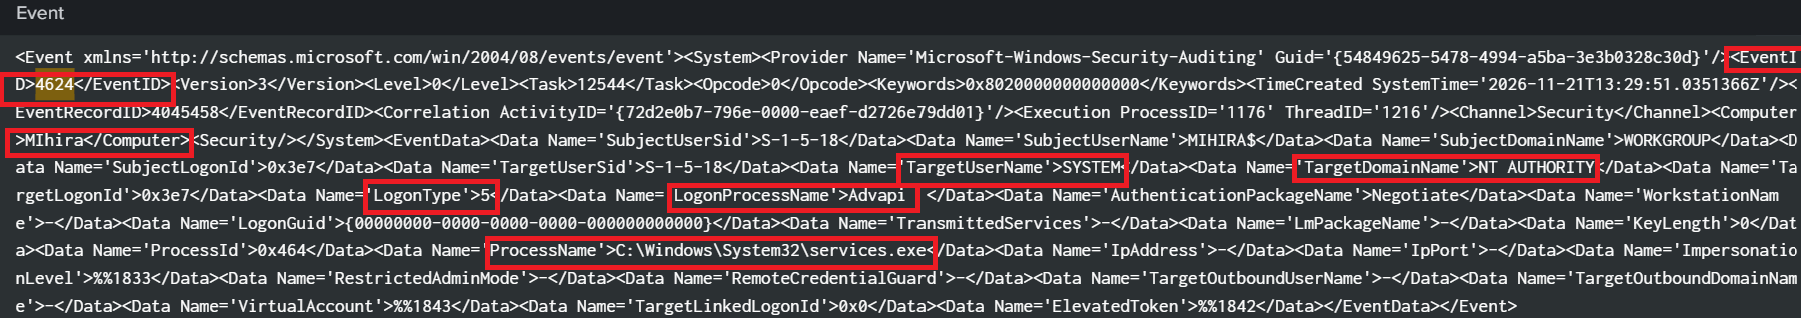 Event
<Event xmlns='http://schemas.microsoft.com/win/2004/08/events/event'><System><Provider Name='Microsoft-Windows-Security-Auditing' Guid='{54849625-5478-4994-a5ba-3e3b0328c30d}'/><EventI
D>4624</EventID><Version>3</Version><Level>0</Level><Task>12544</Task><Opcode>0</Opcode><Keywords>0x8020000000000000</Keywords><TimeCreated SystemTime='2026-11-21T13:29:51.0351366Z'/><
EventRecordID>4045458</EventRecordID><Correlation ActivityID='{72d2e0b7-796e-0000-eaef-d2726e79dd01}'/><Execution ProcessID='1176' ThreadID='1216'/><Channel>Security</Channel><Computer
>MIhira</Computer><Security/></System><EventData><Data Name='SubjectUserSid'>S-1-5-18</Data><Data Name='SubjectUserName'>MIHIRA$</Data><Data Name='SubjectDomainName'>WORKGROUP</Data><D
ata Name='SubjectLogonId'>0x3e7</Data><Data Name='TargetUserSid'>S-1-5-18</Data><Data Name='TargetUserName'>SYSTEM</Data><Data Name='TargetDomainName'>NT AUTHORITY</Data><Data Name='Ta
rgetLogonId'>0x3e7</Data><Data Name='LogonType'>5</Data><Data Name='LogonProcessName'>Advapi  </Data><Data Name='AuthenticationPackageName'>Negotiate</Data><Data Name='WorkstationNam
e'>-</Data><Data Name='LogonGuid'>{00000000-0000-0000-0000-000000000000}</Data><Data Name='TransmittedServices'>-</Data><Data Name='LmPackageName'>-</Data><Data Name='KeyLength'>0</Dat
a><Data Name='ProcessId'>0x464</Data><Data Name='ProcessName'>C:\Windows\System32\services.exe</Data><Data Name='IpAddress'>-</Data><Data Name='IpPort'>-</Data><Data Name='Impersonatio
nLevel'>%%1833</Data><Data Name='RestrictedAdminMode'>-</Data><Data Name='RemoteCredentialGuard'>-</Data><Data Name='TargetOutboundUserName'>-</Data><Data Name='TargetOutboundDomainNam
e'>-</Data><Data Name='VirtualAccount'>%%1843</Data><Data Name='TargetLinkedLogonId'>0x0</Data><Data Name='ElevatedToken'>%%1842</Data></EventData></Event>